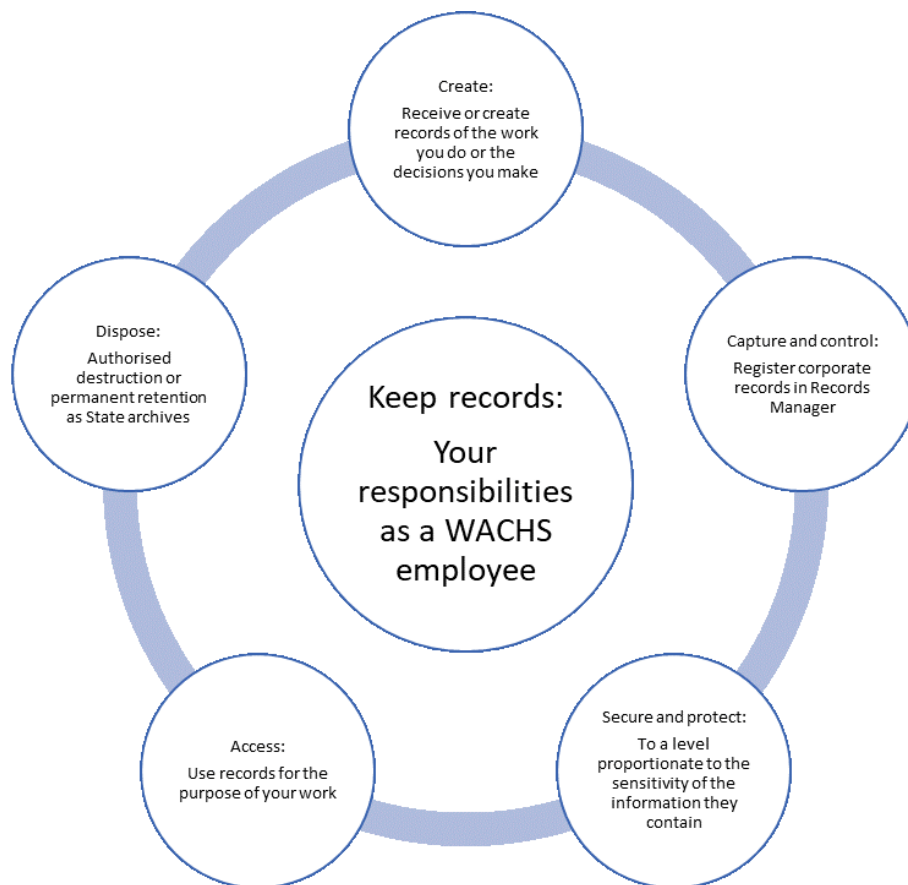 Create:
Receive or create
records of the work
you do or the
decisions you make
Capture and control:
Register corporate
records in Records
Manager
Secure and protect:
To a level
proportionate to the
sensitivity of the
information they
contain
Access:
Use records for the
purpose of your work
Dispose:
Authorised
destruction or
permanent retention
as State archives
Keep records:
Your
responsibilities
as a WACHS
employee